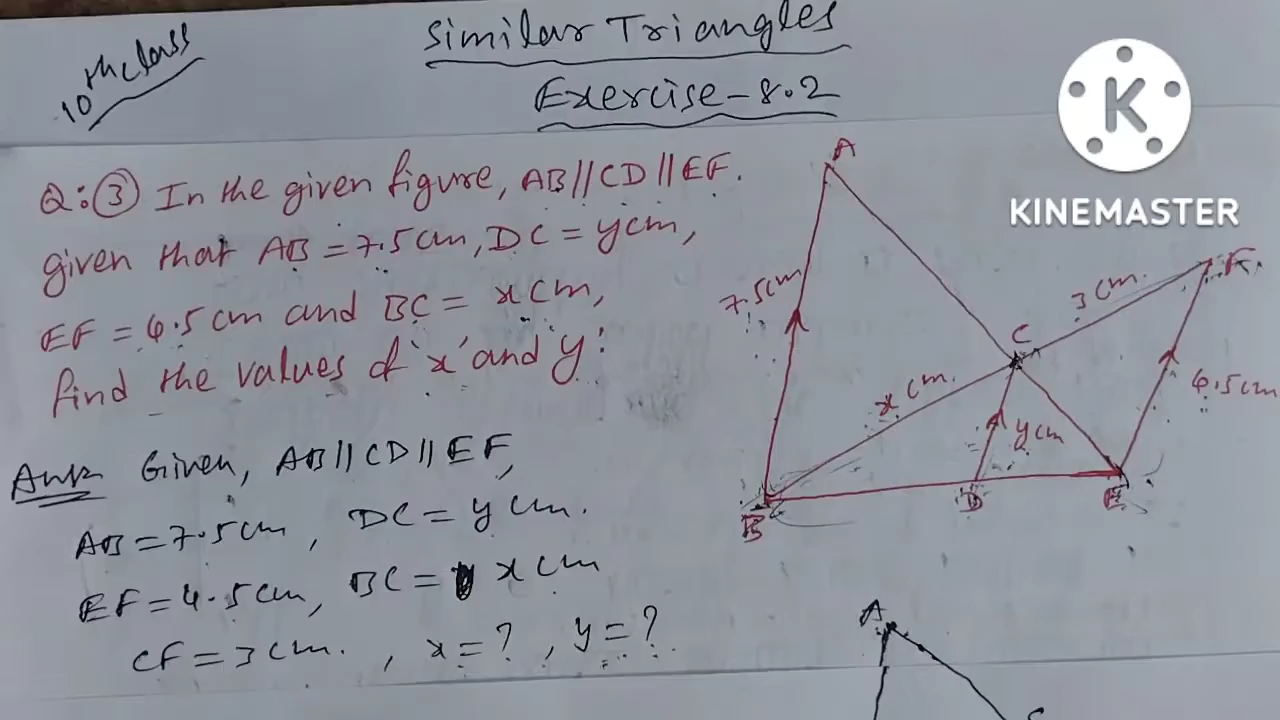 10th class
Similar Triangles
Exercise-8.2
Q:③ In the given figure, AB//CD//EF.
given that AB = 7.5 cm, DC = y cm,
EF = 4.5 cm and BC = x cm,
find the values of 'x' and y:
Given, AB//CD//EF,
AB = 7.5 cm, DC = y cm.
EF = 4.5 cm, BC = x cm
CF = 3 cm. , x = ? , y = ?
K
KINEMASTER
A
F
7.5 cm
3 cm.
C
x cm.
4.5 cm
y cm
B
D
E
A
C